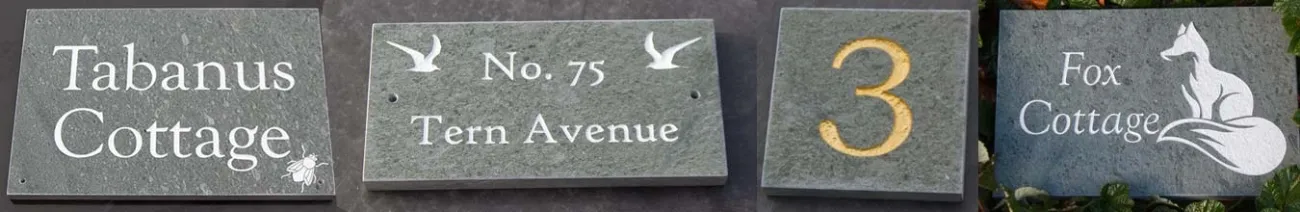 Tabanus
Cottage
No. 75
Tern Avenue
3
Fox
Cottage